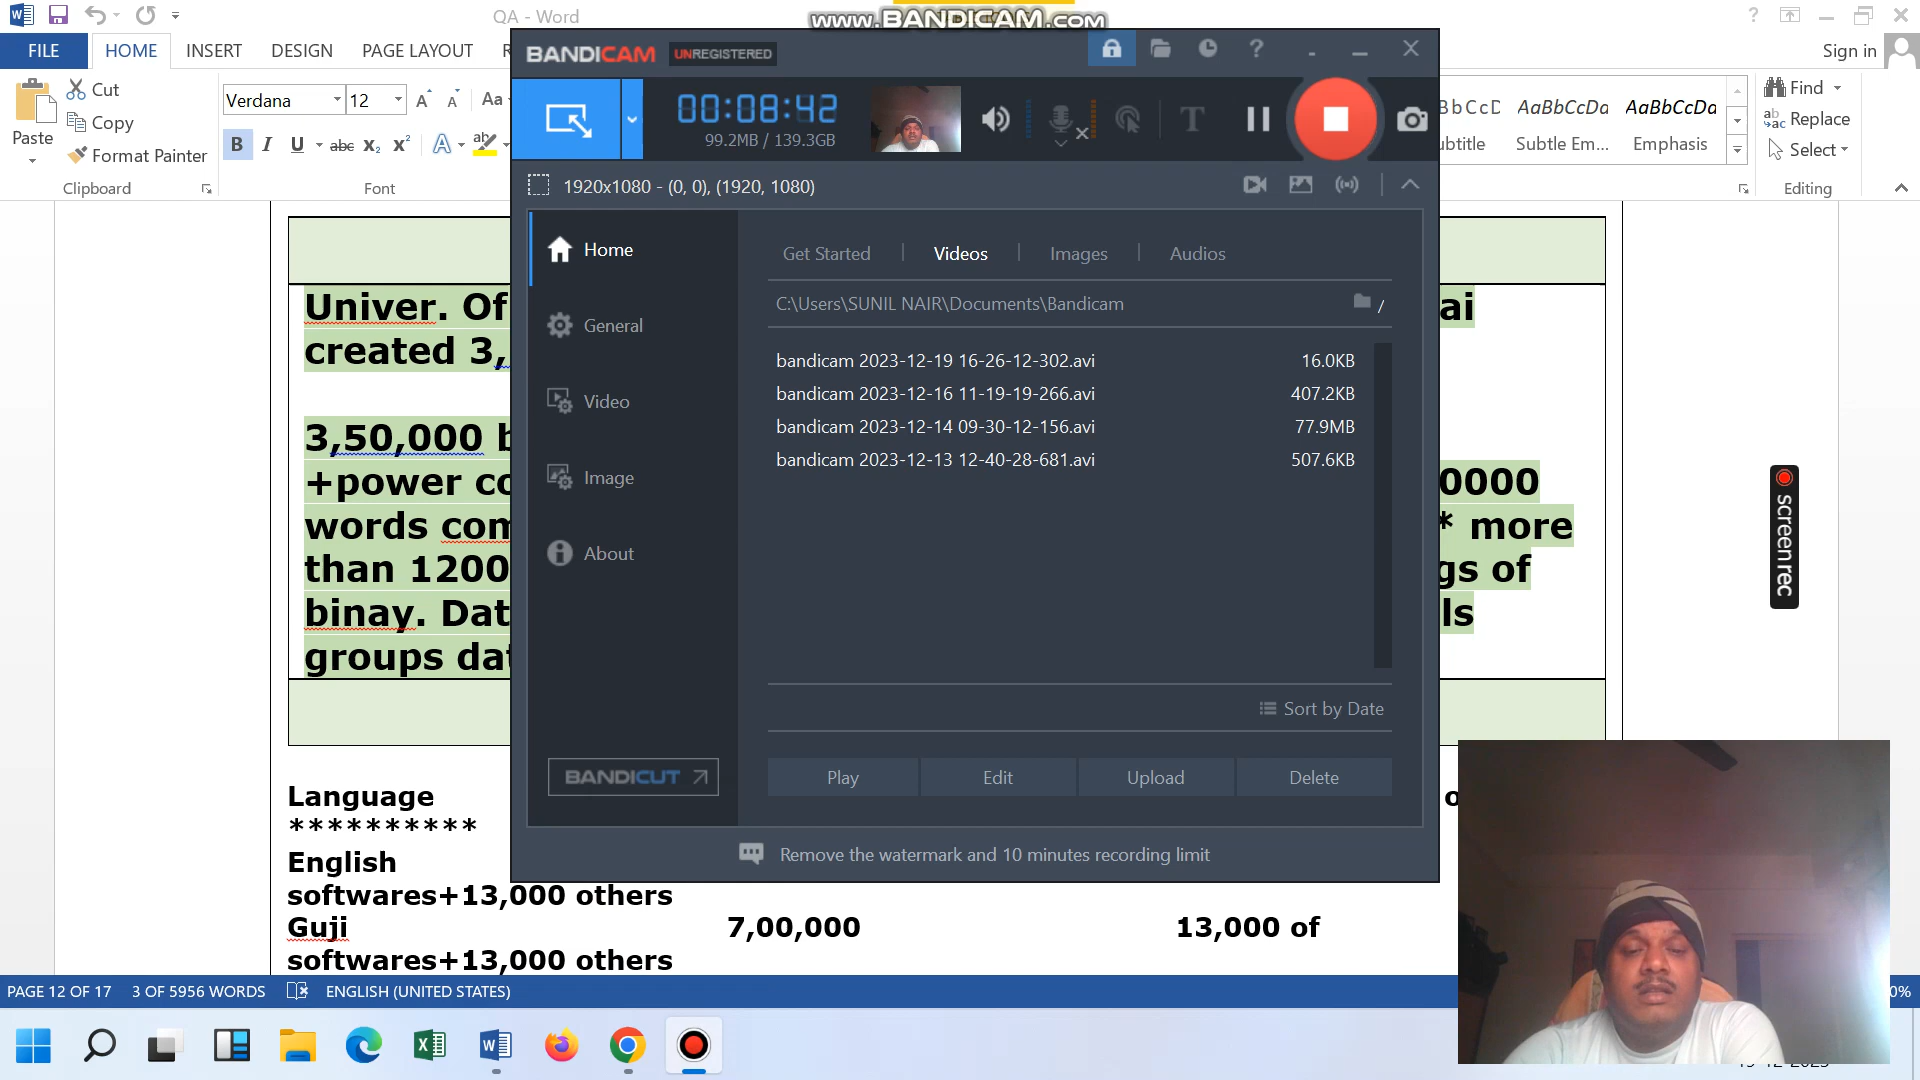 QA - Word
www.BANDICAM.com
FILE HOME INSERT DESIGN PAGE LAYOUT
Sign in
Cut
Copy
Format Painter
Paste
Clipboard
Verdana 12
Font
BANDICAM UNREGISTERED
00:08:42
99.2MB / 139.3GB
AaBbCcDd AaBbCcDd
Subtle Em... Emphasis
Find
Replace
Select
Editing
1920x1080 - (0, 0), (1920, 1080)
Home
General
Video
Image
About
BANDICUT
Get Started Videos Images Audios
C:\Users\SUNIL NAIR\Documents\Bandicam
bandicam 2023-12-19 16-26-12-302.avi 16.0KB
bandicam 2023-12-16 11-19-19-266.avi 407.2KB
bandicam 2023-12-14 09-30-12-156.avi 77.9MB
bandicam 2023-12-13 12-40-28-681.avi 507.6KB
Sort by Date
Play Edit Upload Delete
Remove the watermark and 10 minutes recording limit
Univer. Of
created 3,
3,50,000
+power
words
than 1200
binay.
groups
0000
* more
of
screenrec
Language
**********
English
softwares+13,000 others
Guji 7,00,000 13,000 of
softwares+13,000 others
PAGE 12 OF 17 3 OF 5956 WORDS ENGLISH (UNITED STATES)